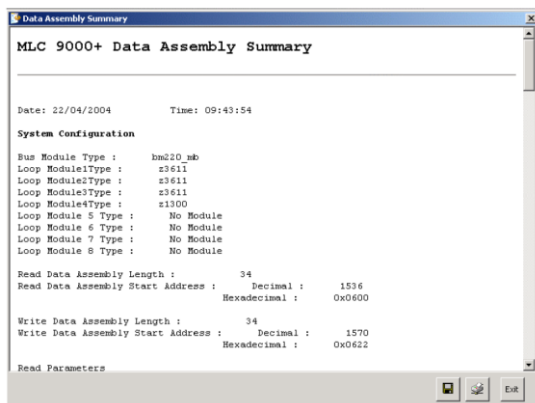 Data Assembly Summary
MLC 9000+ Data Assembly Summary
Date: 22/04/2004 Time: 09:43:54
System Configuration
Bus Module Type : bm220_mb
Loop Module1Type : z3611
Loop Module2Type : z3611
Loop Module3Type : z3611
Loop Module4Type : z1300
Loop Module 5 Type : No Module
Loop Module 6 Type : No Module
Loop Module 7 Type : No Module
Loop Module 8 Type : No Module
Read Data Assembly Length : 34
Read Data Assembly Start Address : Decimal : 1536
Hexadecimal : 0x0600
Write Data Assembly Length : 34
Write Data Assembly Start Address : Decimal : 1570
Hexadecimal : 0x0622
Read Parameters
Exit